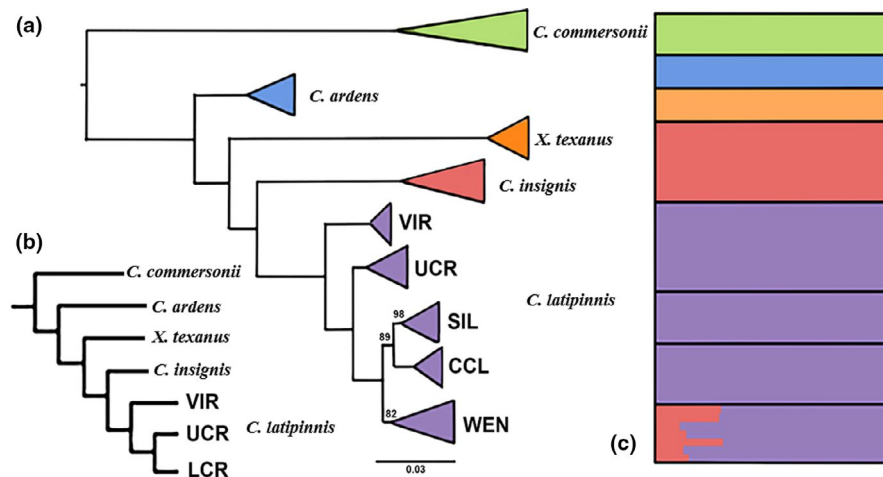 (a)
C. commersonii
C. ardens
X. texanus
C. insignis
VIR
UCR
C. latipinnis
98
SIL
89
CCL
82
WEN
0.03
(b)
C. commersonii
C. ardens
X. texanus
C. insignis
VIR
UCR
C. latipinnis
LCR
(c)